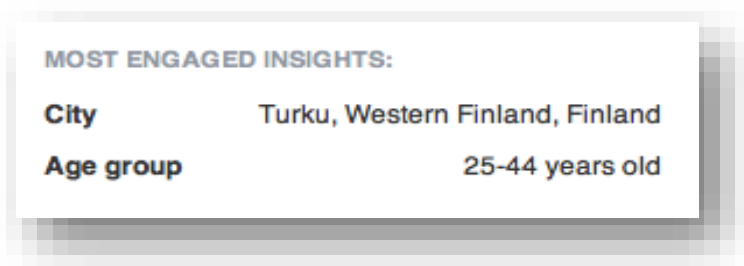 MOST ENGAGED INSIGHTS:
City Turku, Western Finland, Finland
Age group 25-44 years old